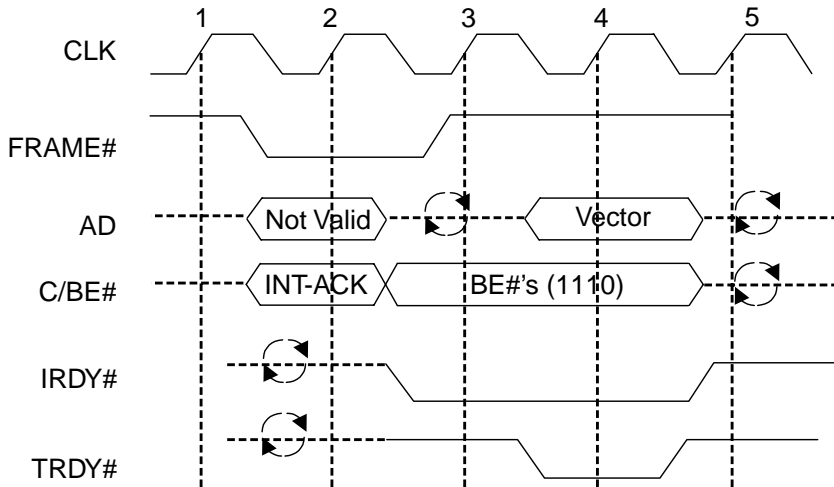 1 2 3 4 5
CLK
FRAME#
AD Not Valid Vector
C/BE# INT-ACK BE#'s (1110)
IRDY#
TRDY#